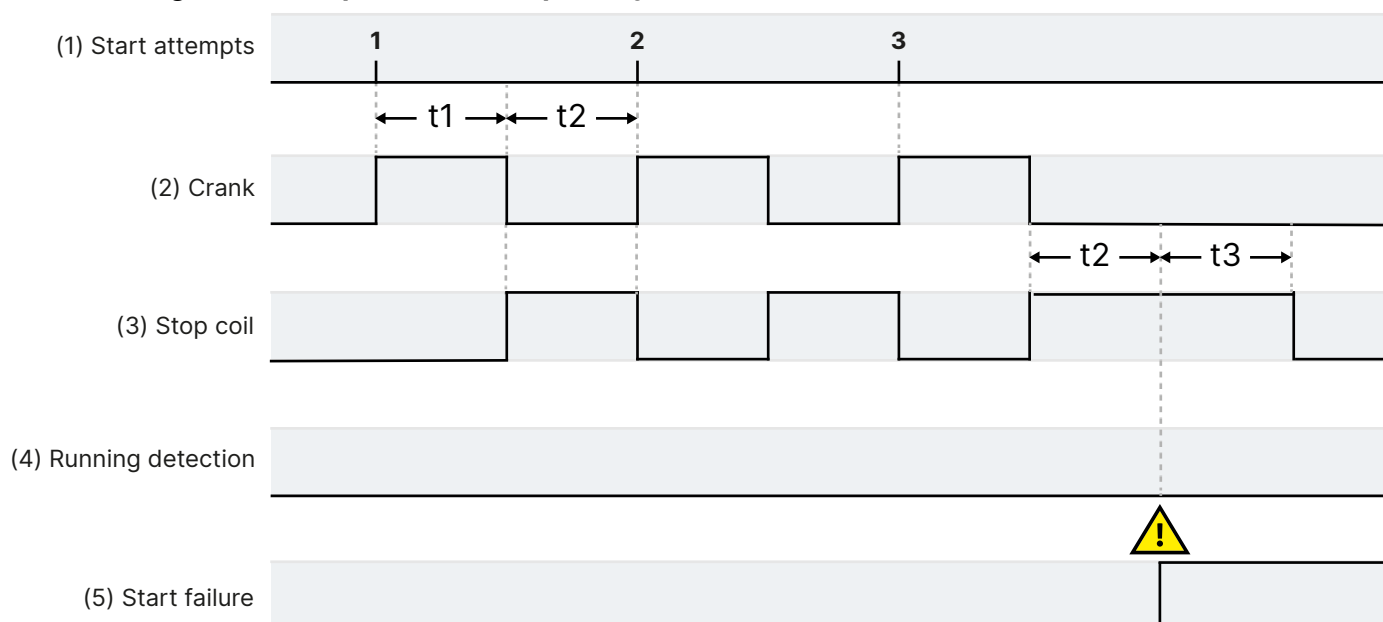 (1) Start attempts 1 2 3
t1 t2
(2) Crank
t2 t3
(3) Stop coil
(4) Running detection
!
(5) Start failure